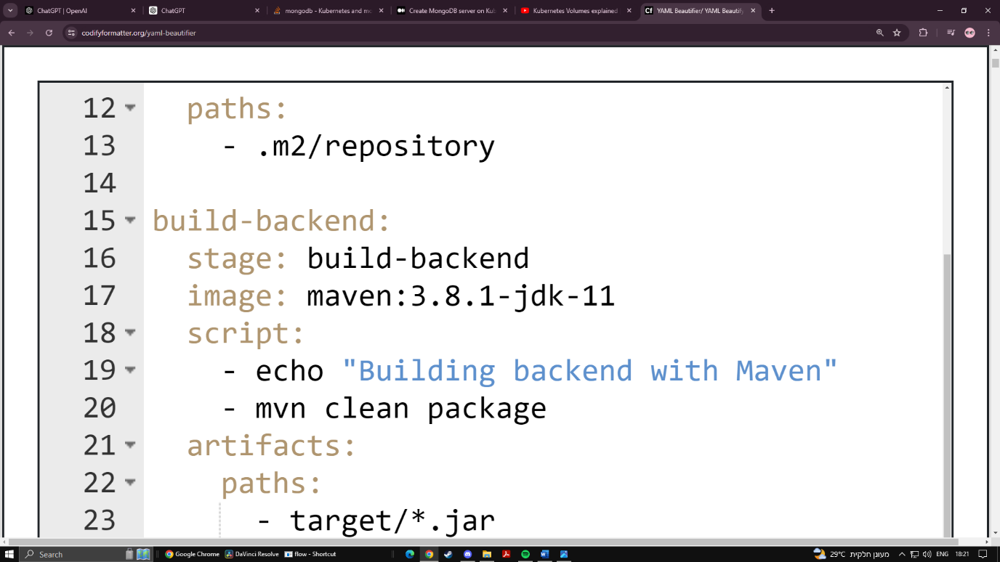 ChatGPT | OpenAI
ChatGPT
mongodb - Kubernetes and mo
Create MongoDB server on Kub
Kubernetes Volumes explained
Cf YAML Beautifier/ YAML Beautify
codifyformatter.org/yaml-beautifier
12 paths:
13 - .m2/repository
14
15 build-backend:
16 stage: build-backend
17 image: maven:3.8.1-jdk-11
18 script:
19 - echo "Building backend with Maven"
20 - mvn clean package
21 artifacts:
22 paths:
23 - target/*.jar
Search
Google Chrome
DaVinci Resolve
flow - Shortcut
29°C מעונן חלקית
ENG
18:21